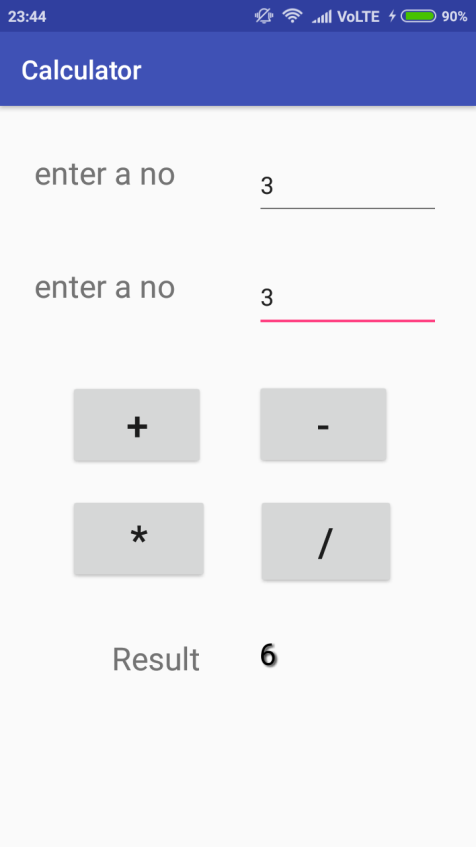 23:44 VoLTE 90%
Calculator
enter a no 3
enter a no 3
+ -
* /
Result 6